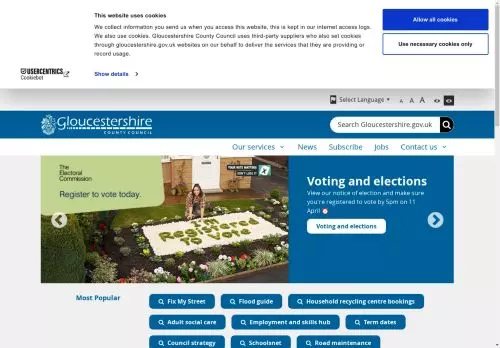 This website uses cookies
We collect information you send us when you access this website, this is kept in our internet access logs.
We also use cookies. Gloucestershire County Council uses third-party suppliers who also set cookies
through gloucestershire.gov.uk websites on our behalf to deliver the services that they are providing or
record usage.
Allow all cookies
Use necessary cookies only
USERCENTRICS
Cookiebot
Show details
Select Language
A A A
Gloucestershire
COUNTY COUNCIL
Search Gloucestershire.gov.uk
Our services
News
Subscribe
Jobs
Contact us
The
Electoral
Commission
Register to vote today.
YOUR VOTE MATTERS
DON'T LOSE IT
REGISTERED
TO VOTE
Voting and elections
View our notice of election and make sure
you're registered to vote by 5pm on 11
April
Voting and elections
Most Popular
Fix My Street
Flood guide
Household recycling centre bookings
Adult social care
Employment and skills hub
Term dates
Council strategy
Schoolsnet
Road maintenance